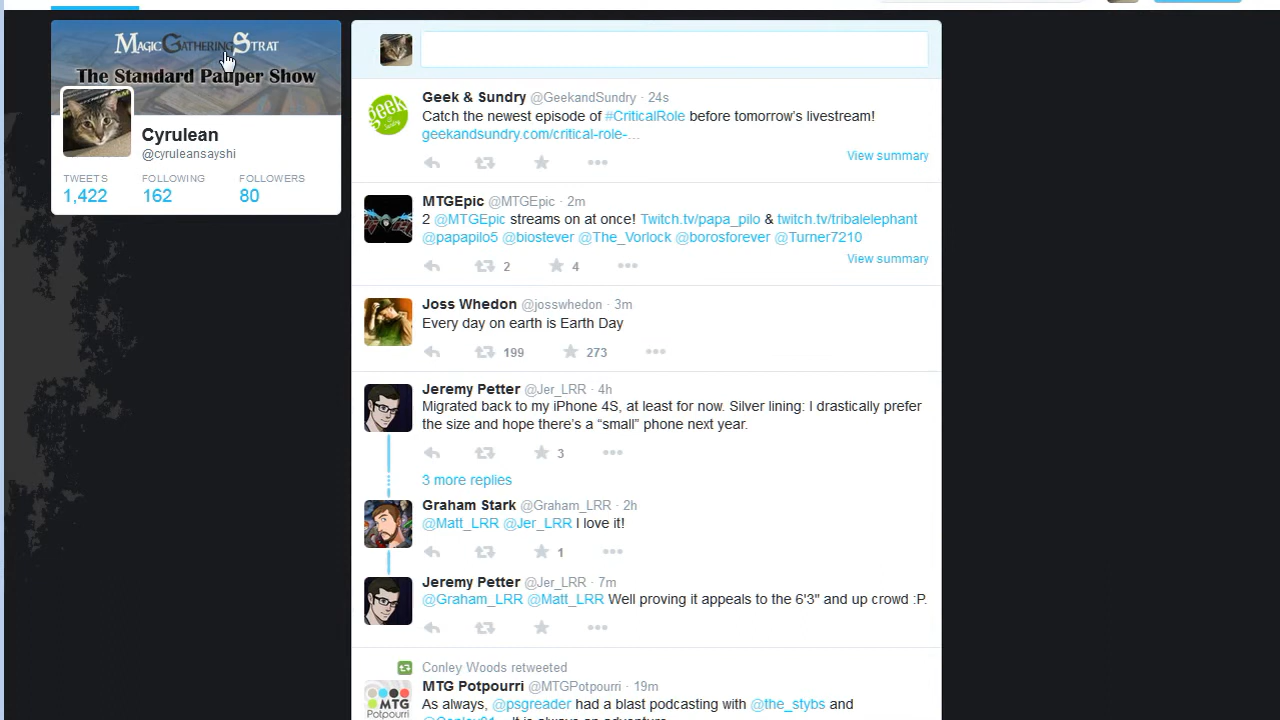 Magic Gathering Strat
The Standard Pauper Show
Cyrulean
@cyruleansayshi
TWEETS FOLLOWING FOLLOWERS
1,422 162 80
Geek & Sundry @GeekandSundry · 24s
Catch the newest episode of #CriticalRole before tomorrow's livestream!
geekandsundry.com/critical-role-...
View summary
geek
MTGEpic @MTGEpic · 2m
2 @MTGEpic streams on at once! Twitch.tv/papa_pilo & twitch.tv/tribalelephant
@papapilo5 @biostever @The_Vorlock @borosforever @Turner7210
2 4
View summary
Joss Whedon @josswhedon · 3m
Every day on earth is Earth Day
199 273
Jeremy Petter @Jer_LRR · 4h
Migrated back to my iPhone 4S, at least for now. Silver lining: I drastically prefer
the size and hope there's a “small” phone next year.
3
3 more replies
Graham Stark @Graham_LRR · 2h
@Matt_LRR @Jer_LRR I love it!
1
Jeremy Petter @Jer_LRR · 7m
@Graham_LRR @Matt_LRR Well proving it appeals to the 6'3" and up crowd :P.
Conley Woods retweeted
MTG Potpourri @MTGPotpourri · 19m
As always, @psgreader had a blast podcasting with @the_stybs and
MTG
Potpourri